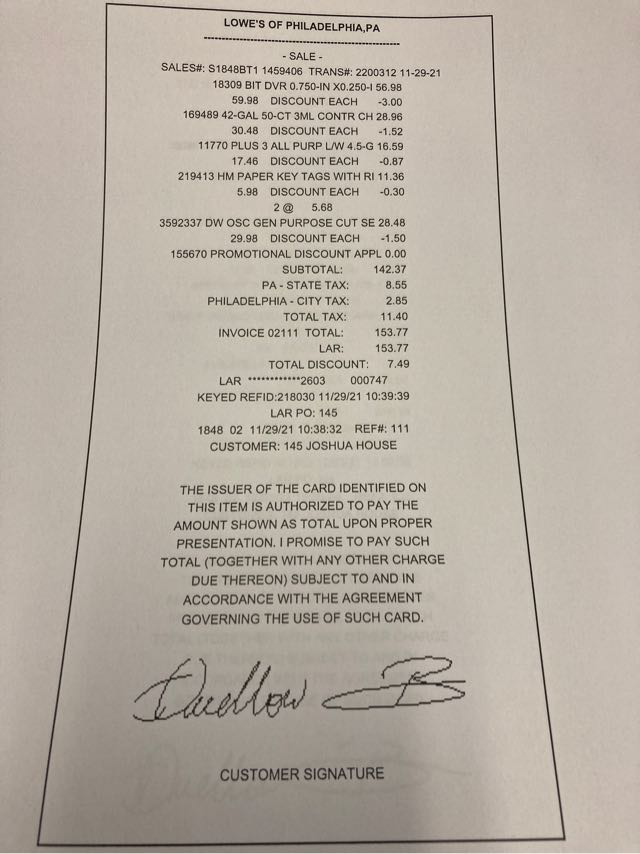 LOWE'S OF PHILADELPHIA,PA
--------------------------------------------------
- SALE -
SALES#: S1848BT1 1459406 TRANS#: 2200312 11-29-21
18309 BIT DVR 0.750-IN X0.250-I 56.98
59.98 DISCOUNT EACH -3.00
169489 42-GAL 50-CT 3ML CONTR CH 28.96
30.48 DISCOUNT EACH -1.52
11770 PLUS 3 ALL PURP L/W 4.5-G 16.59
17.46 DISCOUNT EACH -0.87
219413 HM PAPER KEY TAGS WITH RI 11.36
5.98 DISCOUNT EACH -0.30
2 @ 5.68
3592337 DW OSC GEN PURPOSE CUT SE 28.48
29.98 DISCOUNT EACH -1.50
155670 PROMOTIONAL DISCOUNT APPL 0.00
SUBTOTAL: 142.37
PA - STATE TAX: 8.55
PHILADELPHIA - CITY TAX: 2.85
TOTAL TAX: 11.40
INVOICE 02111 TOTAL: 153.77
LAR: 153.77
TOTAL DISCOUNT: 7.49
LAR ************2603 000747
KEYED REFID:218030 11/29/21 10:39:39
LAR PO: 145
1848 02 11/29/21 10:38:32 REF#: 111
CUSTOMER: 145 JOSHUA HOUSE
THE ISSUER OF THE CARD IDENTIFIED ON
THIS ITEM IS AUTHORIZED TO PAY THE
AMOUNT SHOWN AS TOTAL UPON PROPER
PRESENTATION. I PROMISE TO PAY SUCH
TOTAL (TOGETHER WITH ANY OTHER CHARGE
DUE THEREON) SUBJECT TO AND IN
ACCORDANCE WITH THE AGREEMENT
GOVERNING THE USE OF SUCH CARD.
CUSTOMER SIGNATURE